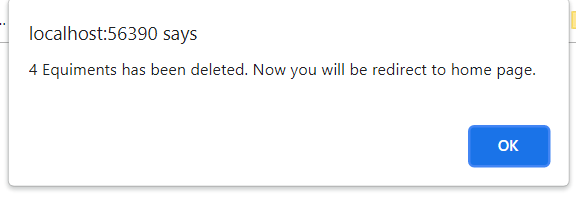 localhost:56390 says
4 Equiments has been deleted. Now you will be redirect to home page.
OK